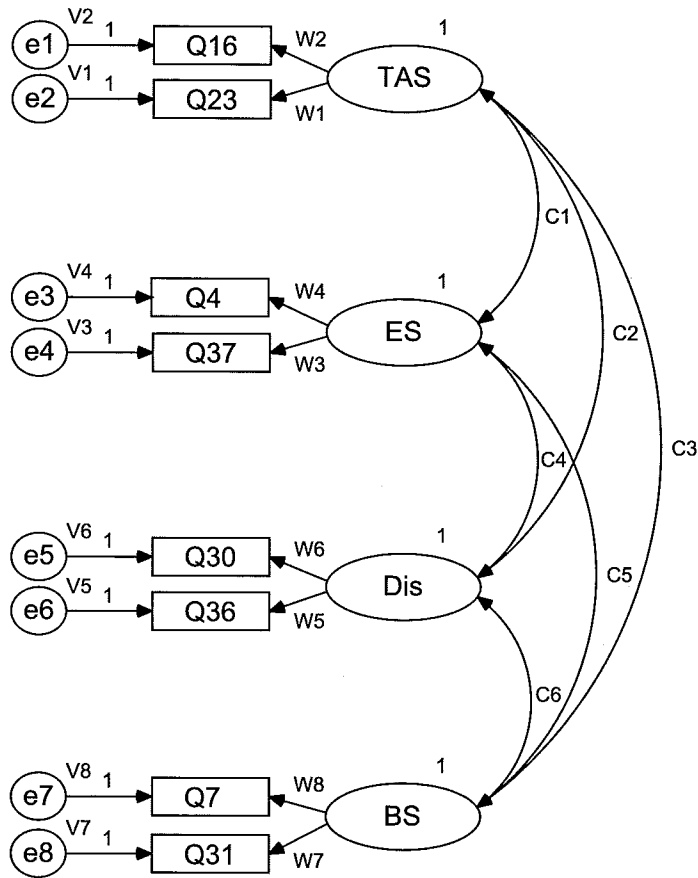 V2 1 W2 1
e1 Q16 TAS
V1 1
e2 Q23 W1
C1
V4 1 W4 1
e3 Q4 ES
V3 1
e4 Q37 W3
C2
C3
C4
V6 1 W6 1
e5 Q30 Dis
V5 1
e6 Q36 W5
C5
C6
V8 1 W8 1
e7 Q7 BS
V7 1
e8 Q31 W7